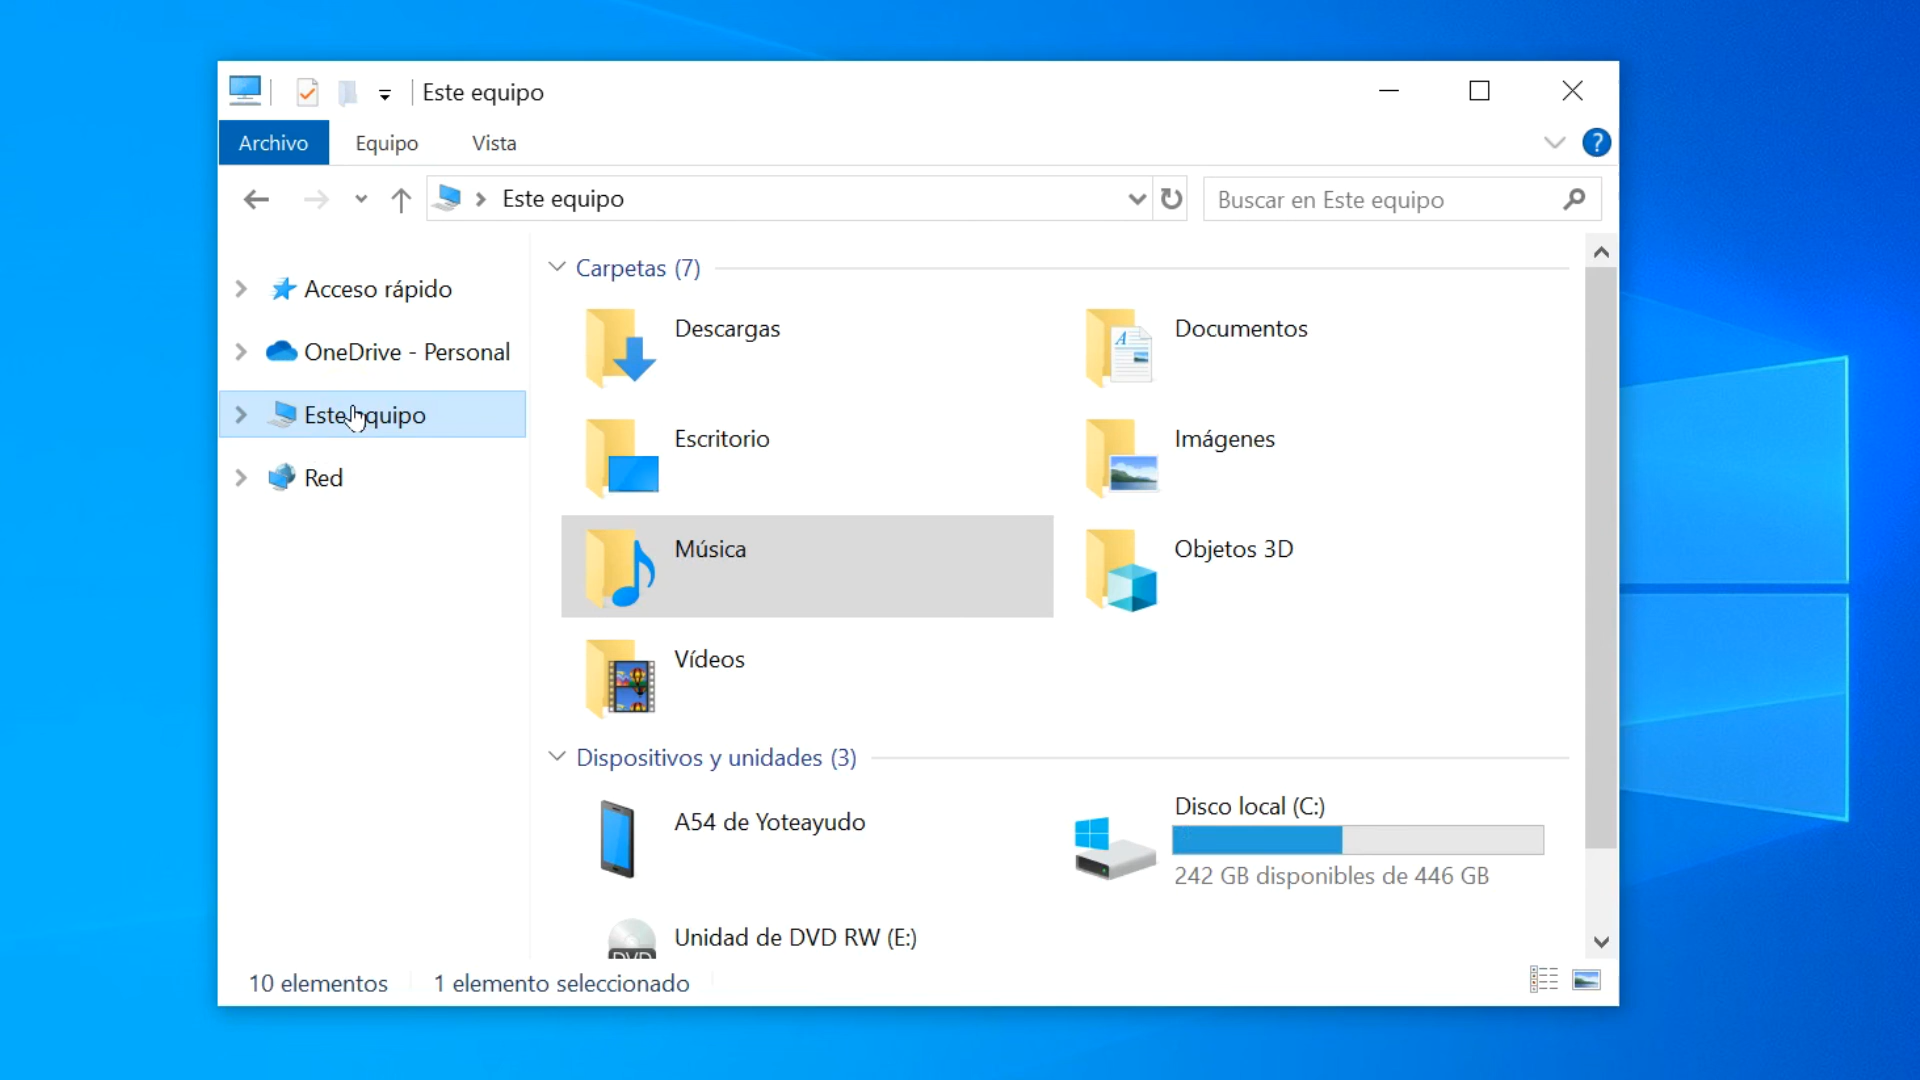 Este equipo
Archivo
Equipo
Vista
?
Este equipo
Buscar en Este equipo
Acceso rápido
OneDrive - Personal
Este equipo
Red
Carpetas (7)
Descargas
Documentos
Escritorio
Imágenes
Música
Objetos 3D
Vídeos
Dispositivos y unidades (3)
A54 de Yoteayudo
Disco local (C:)
242 GB disponibles de 446 GB
Unidad de DVD RW (E:)
DVD
10 elementos
1 elemento seleccionado